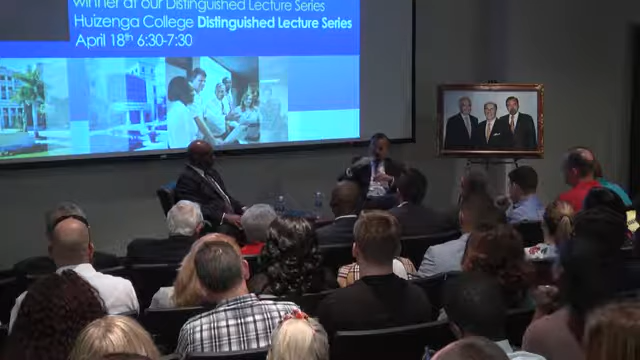 winner at our Distinguished Lecture Series
Huizenga College Distinguished Lecture Series
April 18th 6:30-7:30